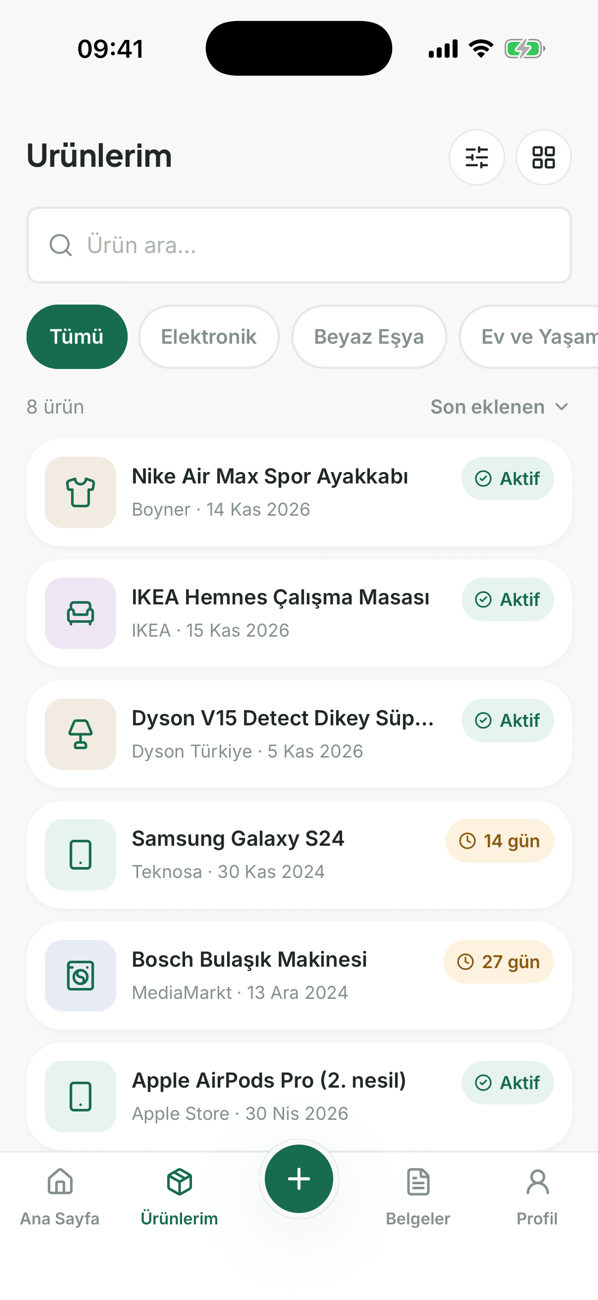 09:41
Urünlerim
Ürün ara...
Tümü
Elektronik
Beyaz Eşya
Ev ve Yaşam
8 ürün
Son eklenen
Nike Air Max Spor Ayakkabı
Aktif
Boyner · 14 Kas 2026
IKEA Hemnes Çalışma Masası
Aktif
IKEA · 15 Kas 2026
Dyson V15 Detect Dikey Süp...
Aktif
Dyson Türkiye · 5 Kas 2026
Samsung Galaxy S24
14 gün
Teknosa · 30 Kas 2024
Bosch Bulaşık Makinesi
27 gün
MediaMarkt · 13 Ara 2024
Apple AirPods Pro (2. nesil)
Aktif
Apple Store · 30 Nis 2026
Ana Sayfa
Ürünlerim
Belgeler
Profil